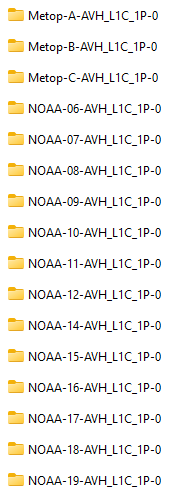 Metop-A-AVH_L1C_1P-0
Metop-B-AVH_L1C_1P-0
Metop-C-AVH_L1C_1P-0
NOAA-06-AVH_L1C_1P-0
NOAA-07-AVH_L1C_1P-0
NOAA-08-AVH_L1C_1P-0
NOAA-09-AVH_L1C_1P-0
NOAA-10-AVH_L1C_1P-0
NOAA-11-AVH_L1C_1P-0
NOAA-12-AVH_L1C_1P-0
NOAA-14-AVH_L1C_1P-0
NOAA-15-AVH_L1C_1P-0
NOAA-16-AVH_L1C_1P-0
NOAA-17-AVH_L1C_1P-0
NOAA-18-AVH_L1C_1P-0
NOAA-19-AVH_L1C_1P-0